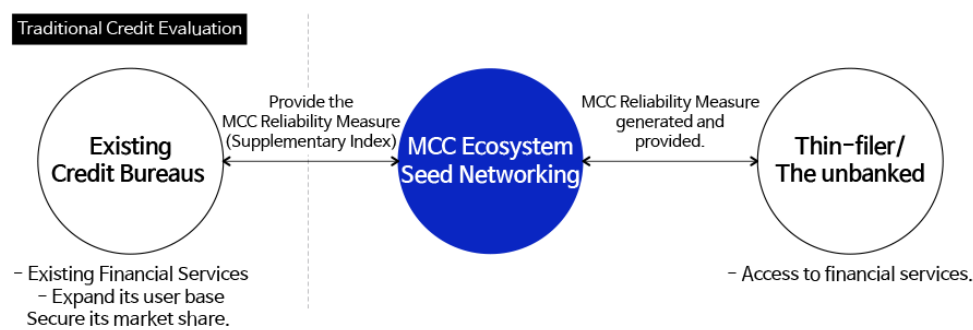 Traditional Credit Evaluation
Existing
Credit Bureaus
Provide the
MCC Reliability Measure
(Supplementary Index)
MCC Ecosystem
Seed Networking
MCC Reliability Measure
generated and
provided.
Thin-filer/
The unbanked
- Existing Financial Services
- Expand its user base
Secure its market share.
- Access to financial services.